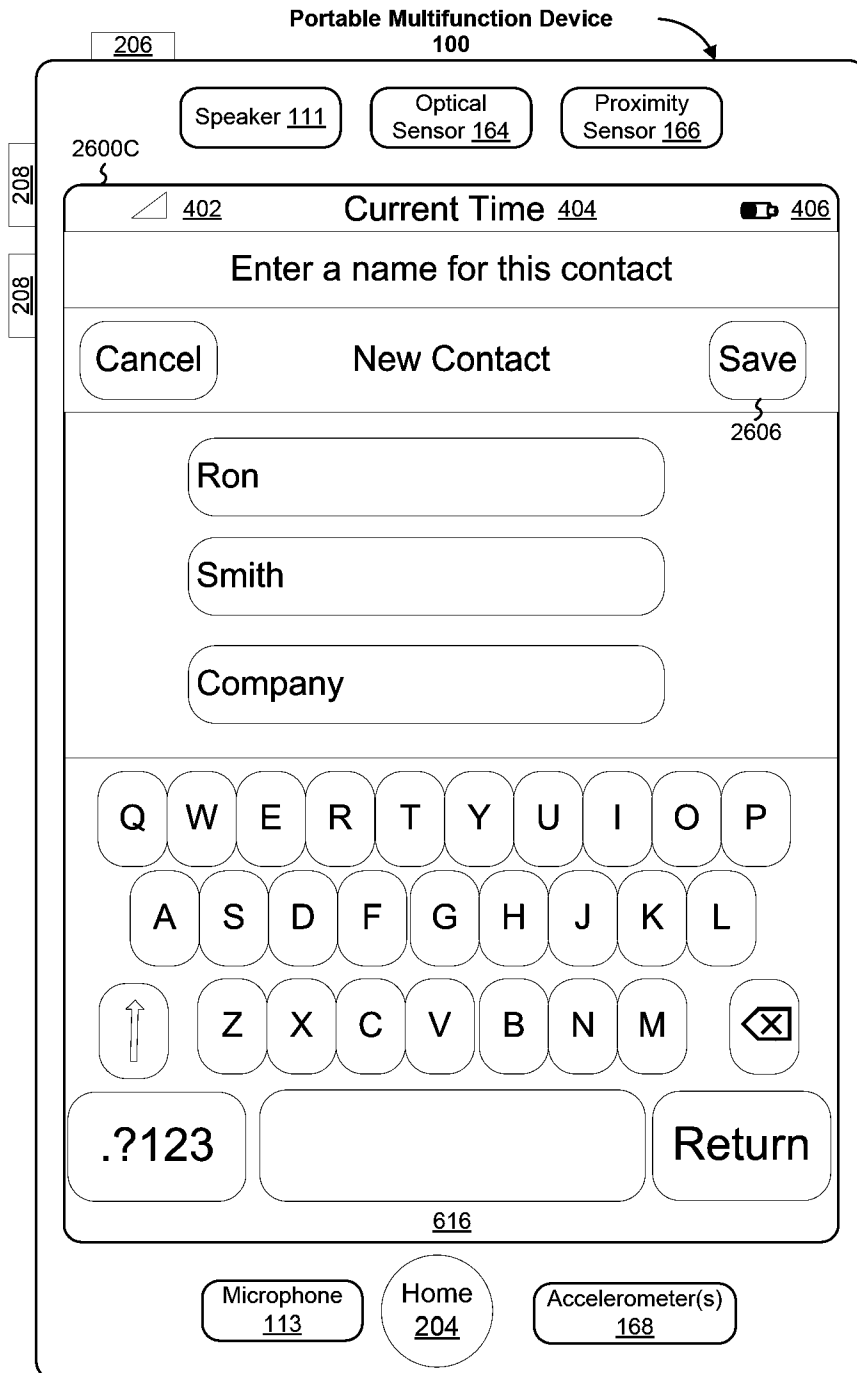 Portable Multifunction Device
100
206
Speaker 111
Optical
Sensor 164
Proximity
Sensor 166
2600C
208
208
402
Current Time 404
406
Enter a name for this contact
Cancel
New Contact
Save
2606
Ron
Smith
Company
Q W E R T Y U I O P
A S D F G H J K L
Z X C V B N M
.?123
Return
616
Microphone
113
Home
204
Accelerometer(s)
168